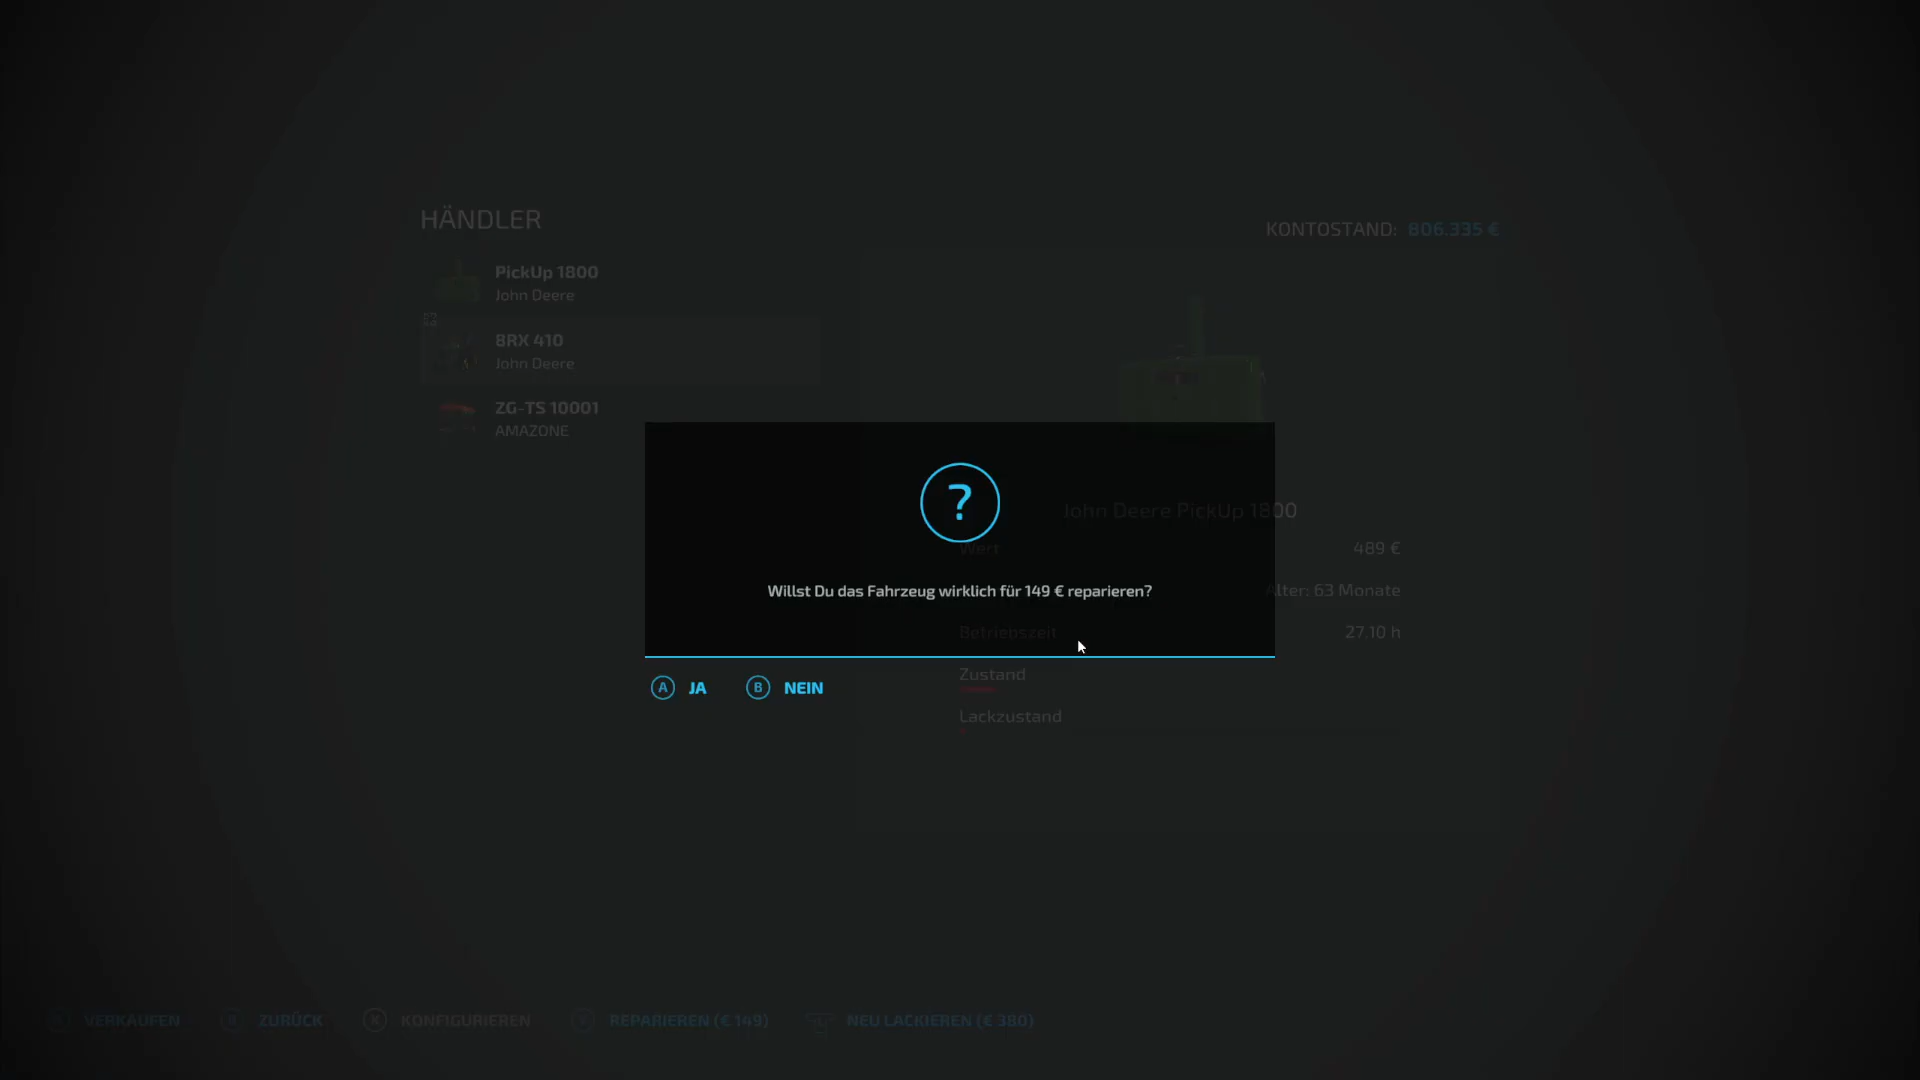 HÄNDLER
KONTOSTAND: 806.335 €
PickUp 1800
John Deere
8RX 410
John Deere
ZG-TS 10001
AMAZONE
?
John Deere PickUp 1800
Wert 489 €
Willst Du das Fahrzeug wirklich für 149 € reparieren?
Alter: 63 Monate
Betriebszeit 27.10 h
Zustand
A JA B NEIN
Lackzustand
VERKAUFEN ZURÜCK X KONFIGURIEREN Y REPARIEREN (€ 149) NEU LACKIEREN (€ 380)